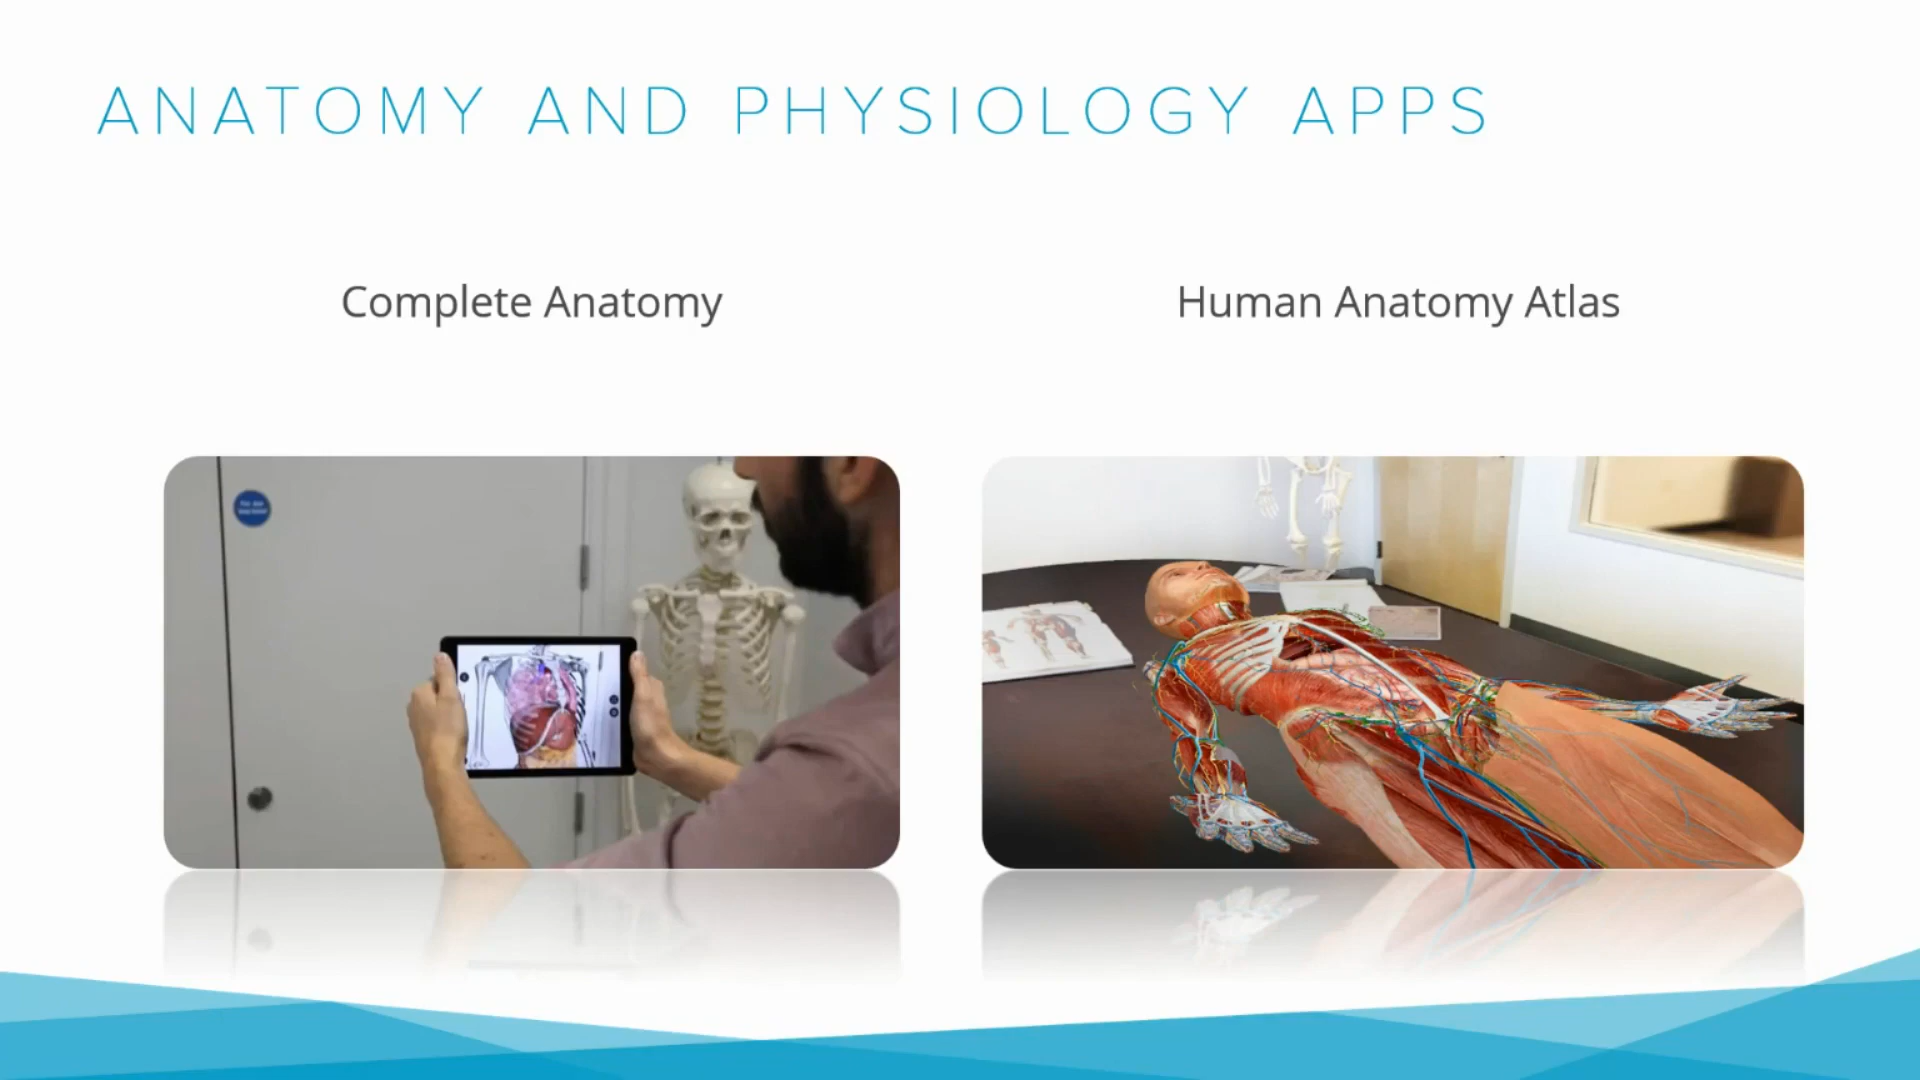 ANATOMY AND PHYSIOLOGY APPS
Complete Anatomy
Human Anatomy Atlas